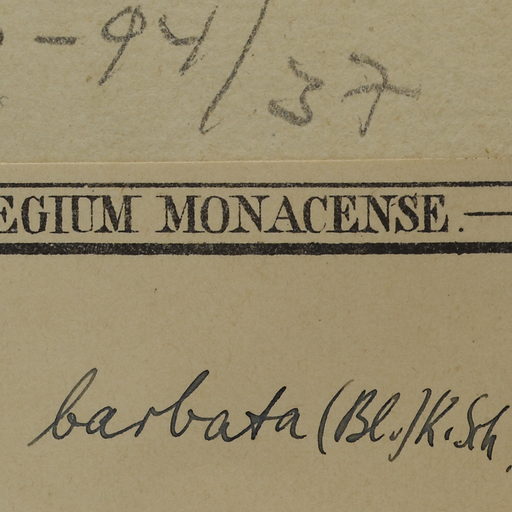 -94/37
EGIUM MONACENSE.—
barbata (Bl.) K. Sch.